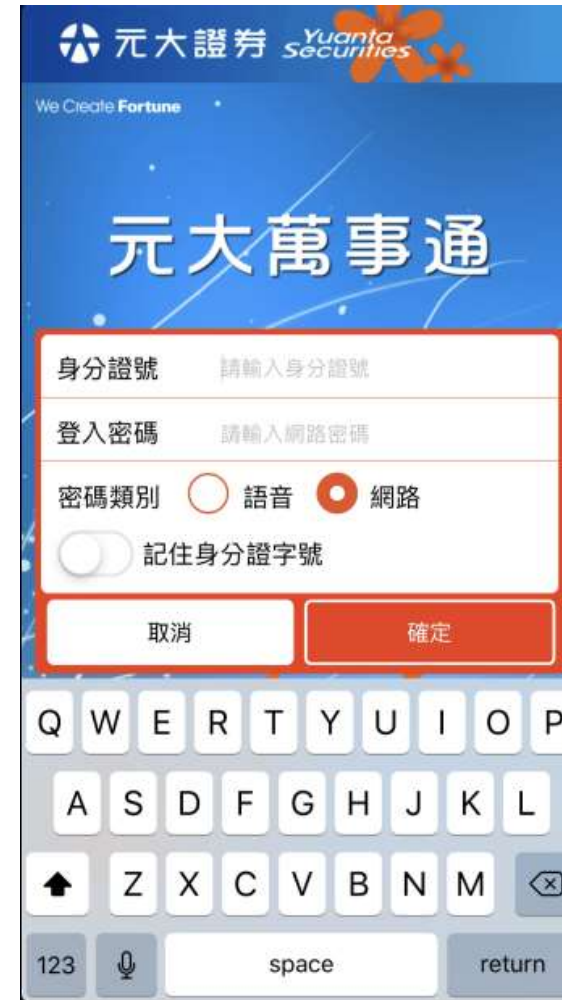 元大證券 Yuanta Securities
We Create Fortune
元大萬事通
身分證號 請輸入身分證號
登入密碼 請輸入網路密碼
密碼類別 語音 網路
記住身分證字號
取消 確定
Q W E R T Y U I O P
A S D F G H J K L
Z X C V B N M
123 space return